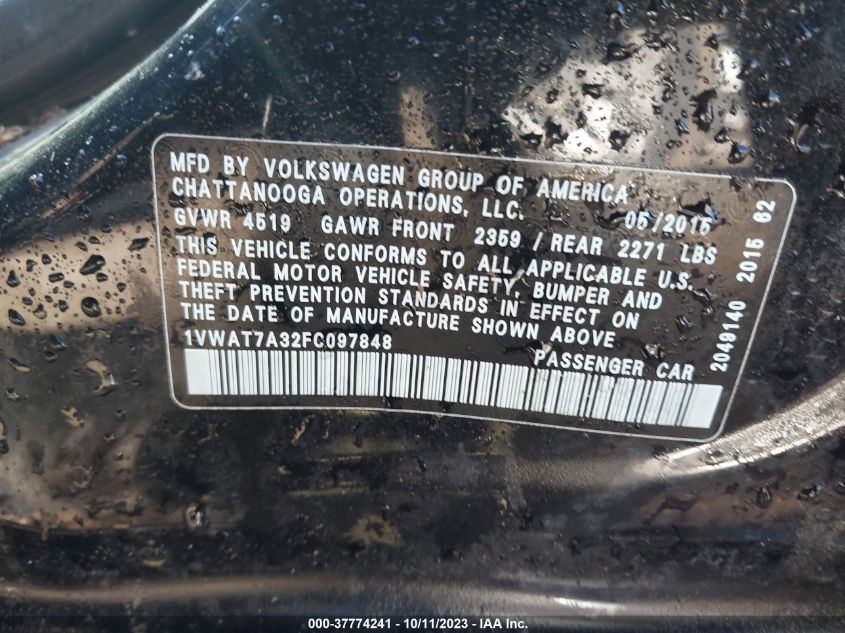 MFD BY VOLKSWAGEN GROUP OF AMERICA
CHATTANOOGA OPERATIONS, LLC. 05/2015
GVWR 4519 GAWR FRONT 2359 / REAR 2271 LBS
THIS VEHICLE CONFORMS TO ALL APPLICABLE U.S.
FEDERAL MOTOR VEHICLE SAFETY, BUMPER AND
THEFT PREVENTION STANDARDS IN EFFECT ON
THE DATE OF MANUFACTURE SHOWN ABOVE
1VWAT7A32FC097848 PASSENGER CAR
2049140 2015 62
000-37774241 - 10/11/2023 - IAA Inc.